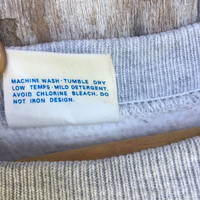 MACHINE WASH · TUMBLE DRY
LOW TEMPS · MILD DETERGENT.
AVOID CHLORINE BLEACH. DO
NOT IRON DESIGN.